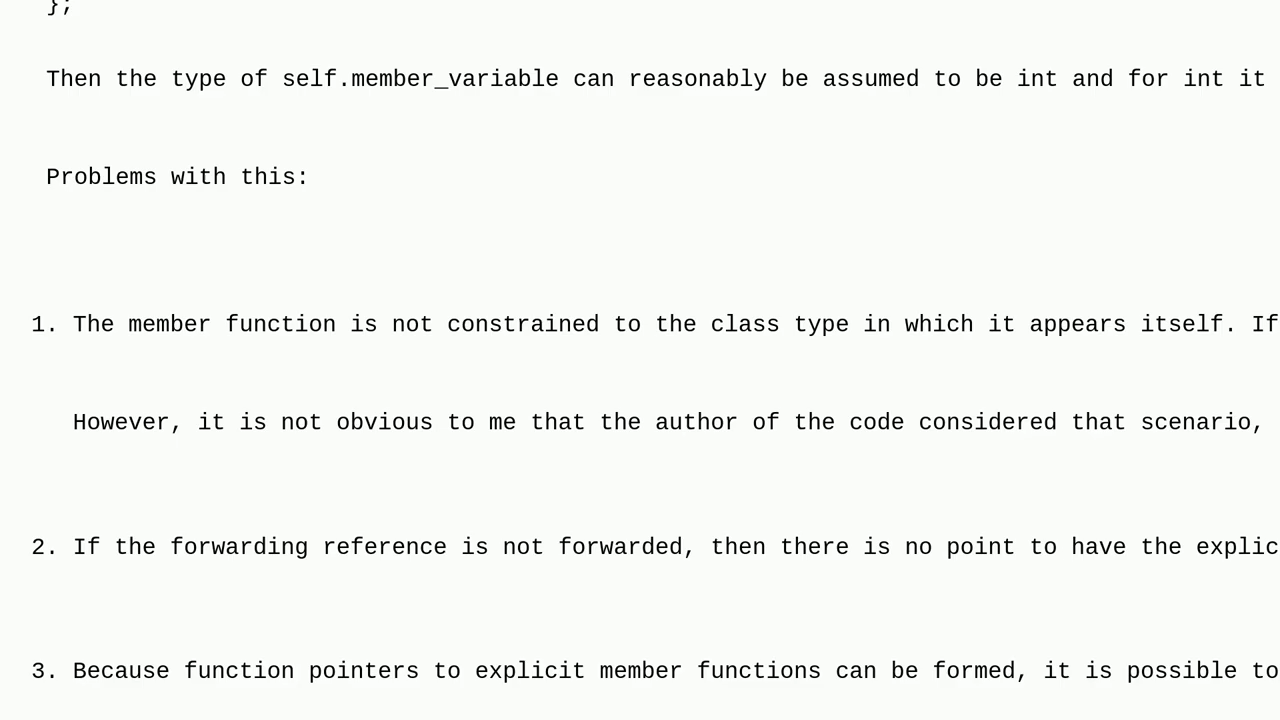 };
Then the type of self.member_variable can reasonably be assumed to be int and for int it
Problems with this:
1. The member function is not constrained to the class type in which it appears itself. If
However, it is not obvious to me that the author of the code considered that scenario,
2. If the forwarding reference is not forwarded, then there is no point to have the explic
3. Because function pointers to explicit member functions can be formed, it is possible to